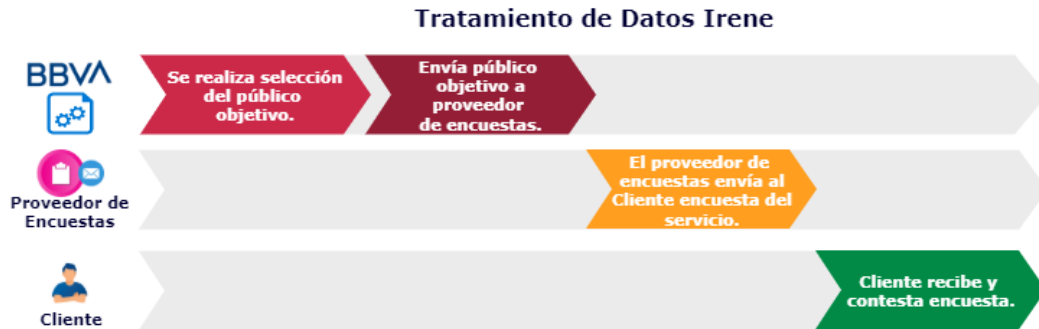 Tratamiento de Datos Irene
BBVA
Se realiza selección
del público
objetivo.
Envía público
objetivo a
proveedor
de encuestas.
Proveedor de
Encuestas
El proveedor de
encuestas envía al
Cliente encuesta del
servicio.
Cliente
Cliente recibe y
contesta encuesta.